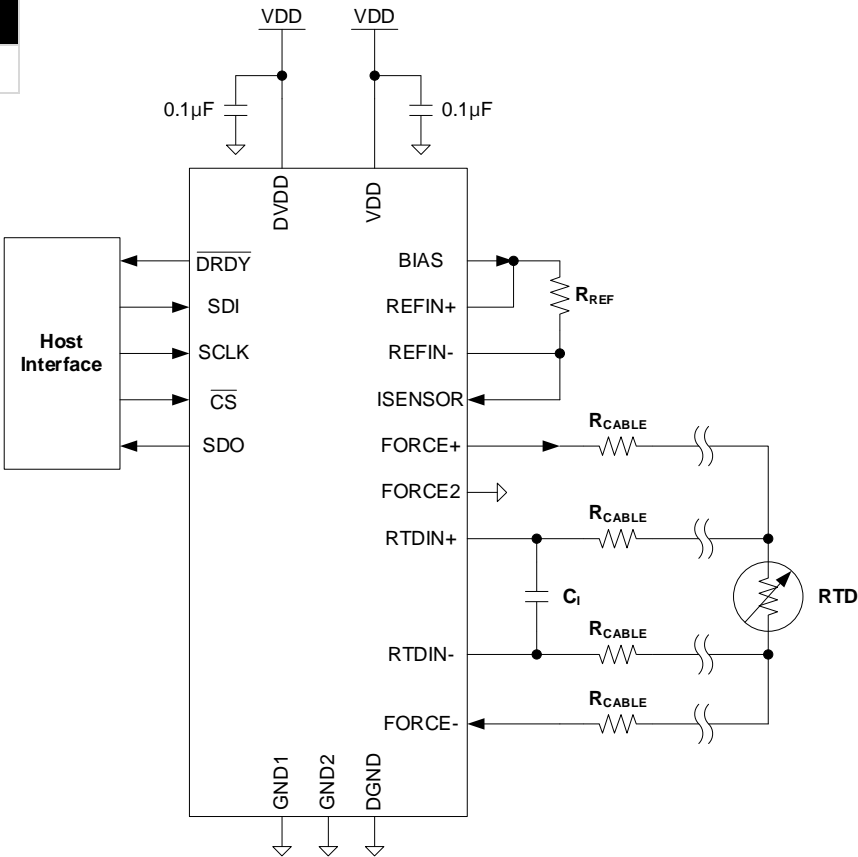 VDD VDD
0.1µF 0.1µF
DVDD VDD
DRDY BIAS
SDI REFIN+ RREF
Host Interface
SCLK REFIN-
CS ISENSOR
RCABLE
SDO FORCE+
FORCE2
RCABLE
RTDIN+
CI RTD
RCABLE
RTDIN-
RCABLE
FORCE-
GND1 GND2 DGND